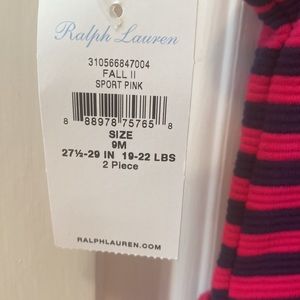 Ralph Lauren
310566847004
FALL II
SPORT PINK
8 88978 75765 8
SIZE
9M
27½-29 IN 19-22 LBS
2 Piece
RALPHLAUREN.COM